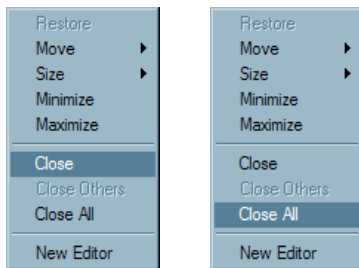 Restore
Move
Size
Minimize
Maximize
Close
Close Others
Close All
New Editor
Restore
Move
Size
Minimize
Maximize
Close
Close Others
Close All
New Editor